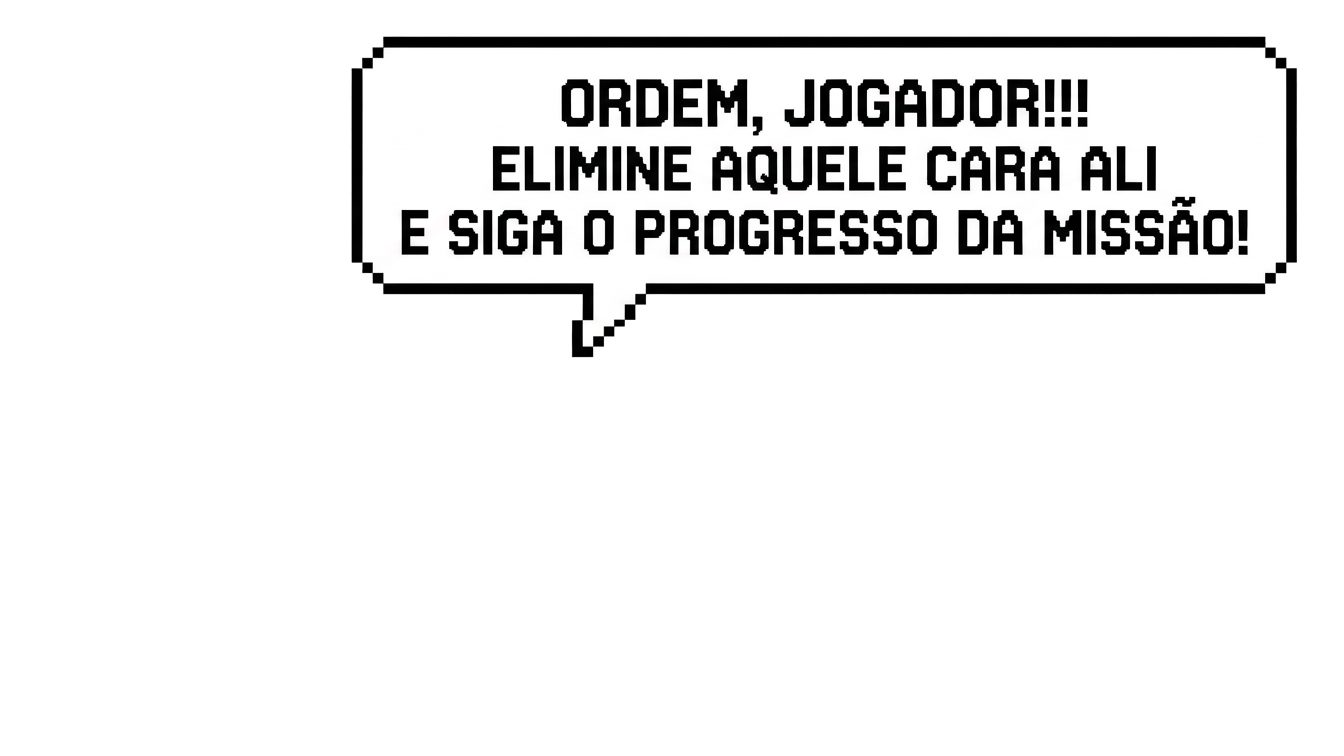 ORDEM, JOGADOR!!!
ELIMINE AQUELE CARA ALI
E SIGA O PROGRESSO DA MISSÃO!